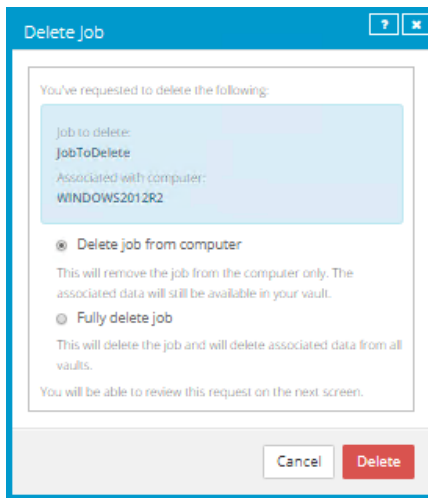 Delete Job
? x
You've requested to delete the following:
Job to delete:
JobToDelete
Associated with computer:
WINDOWS2012R2
Delete job from computer
This will remove the job from the computer only. The
associated data will still be available in your vault.
Fully delete job
This will delete the job and will delete associated data from all
vaults.
You will be able to review this request on the next screen.
Cancel Delete